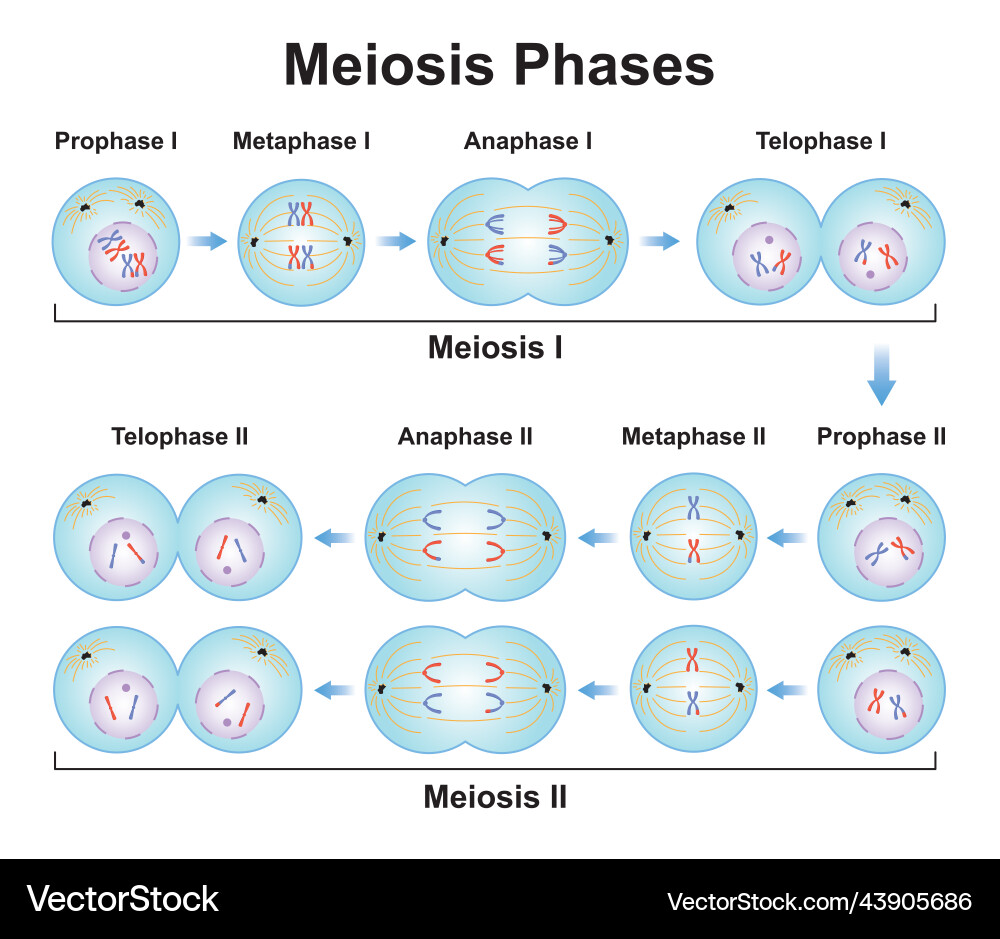 Meiosis Phases
Prophase I
Metaphase I
Anaphase I
Telophase I
Meiosis I
Telophase II
Anaphase II
Metaphase II
Prophase II
Meiosis II
VectorStock
VectorStock.com/43905686